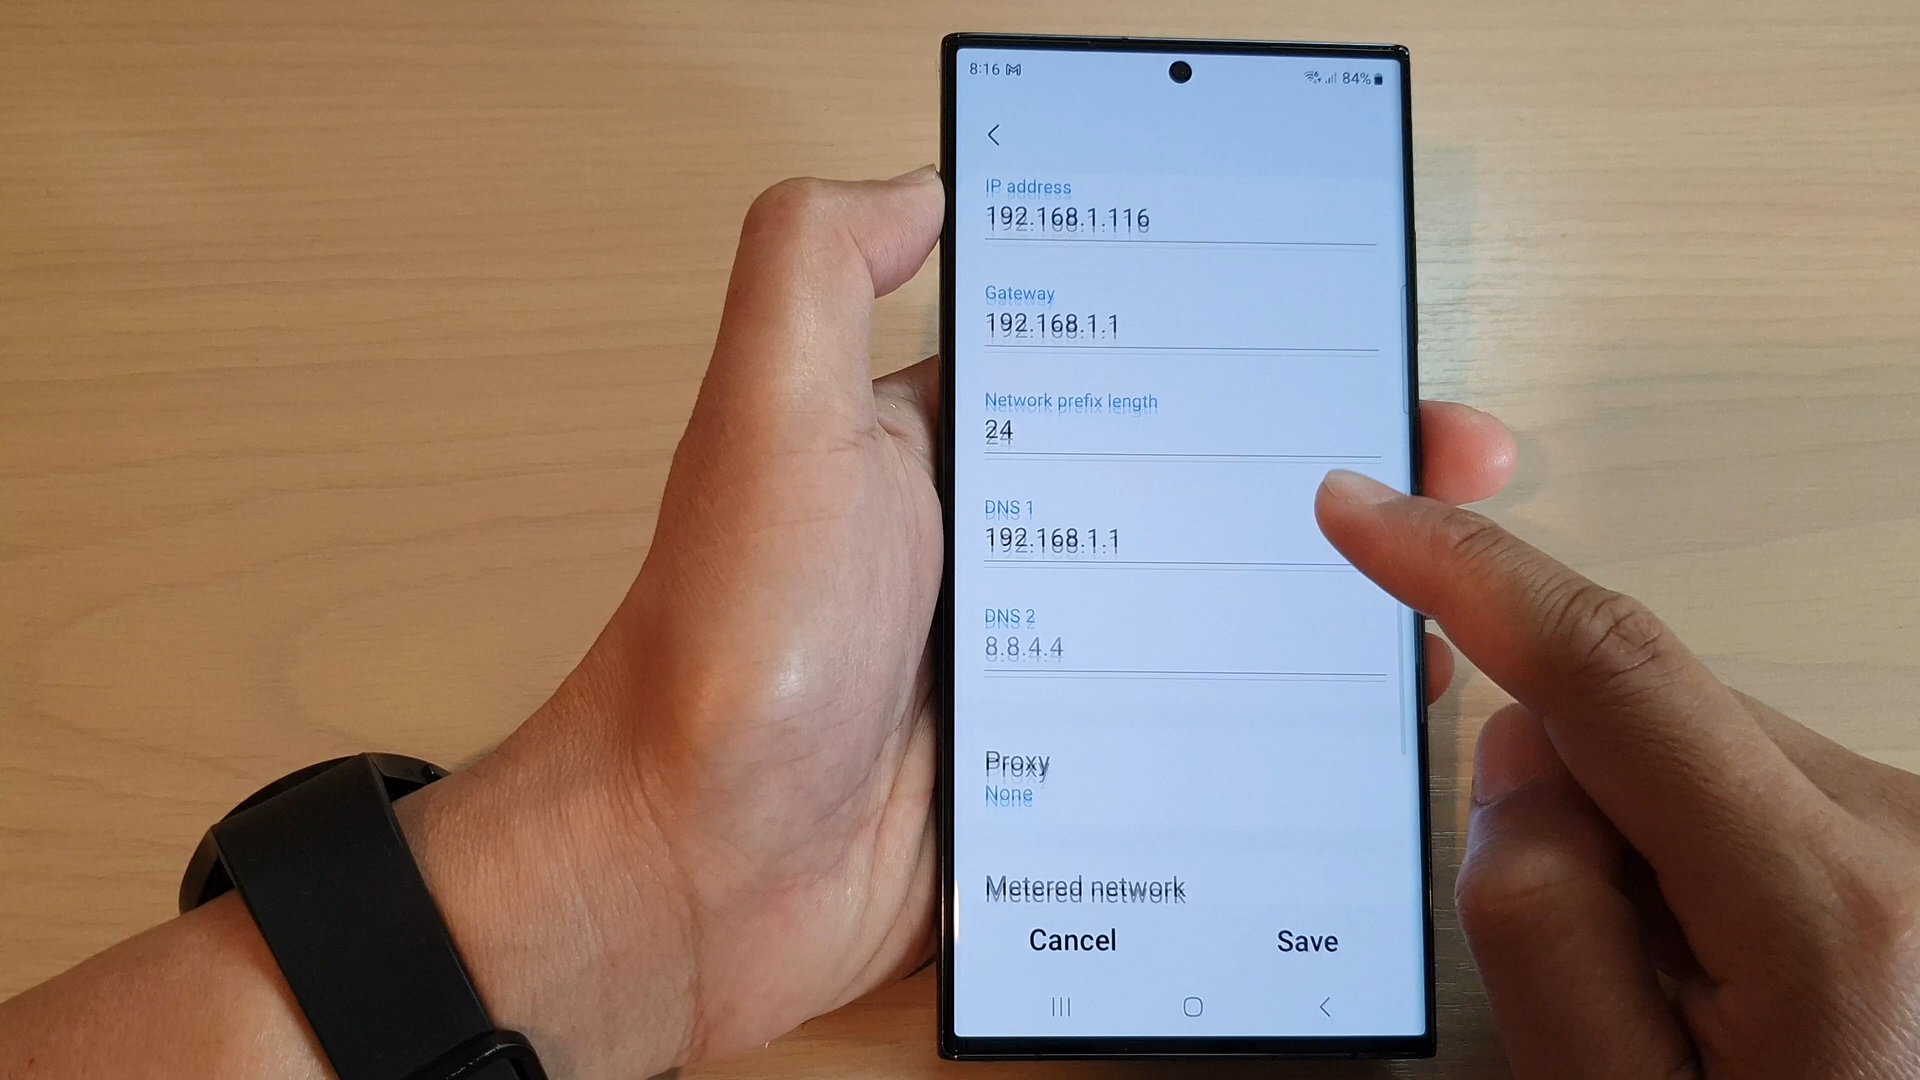 8:16
84%
IP address
192.168.1.116
Gateway
192.168.1.1
Network prefix length
24
DNS 1
192.168.1.1
DNS 2
8.8.4.4
Proxy
None
Metered network
Cancel
Save